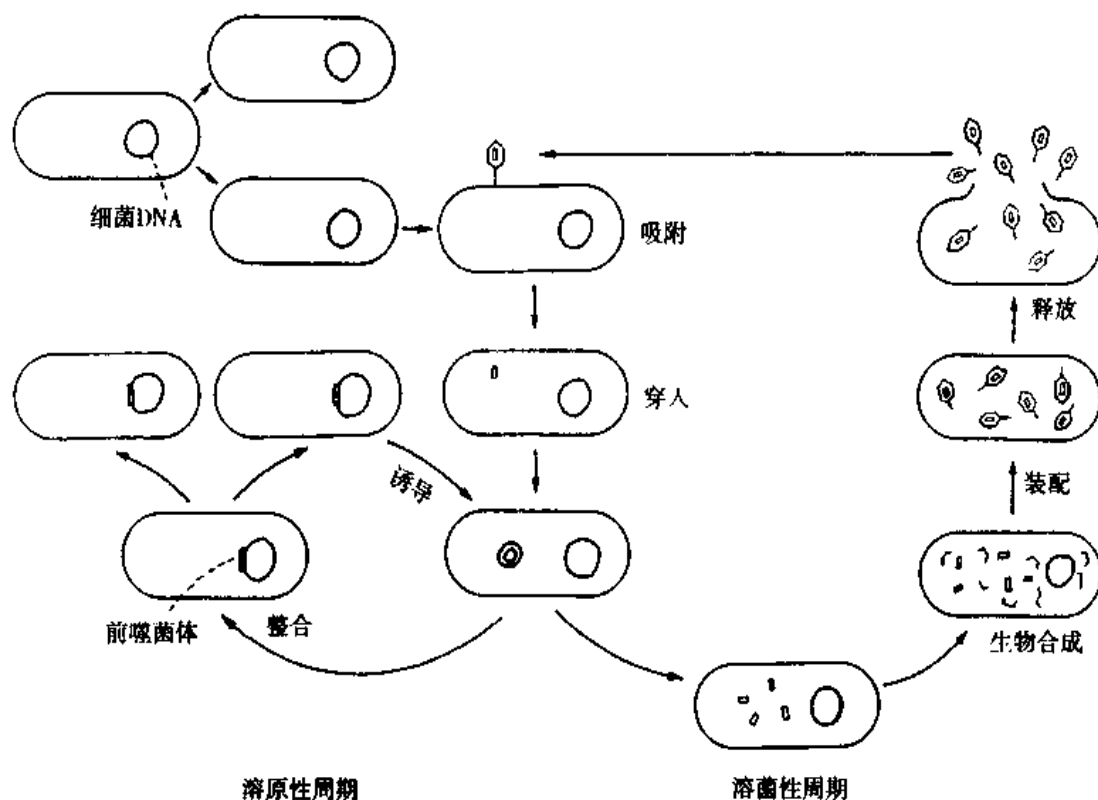 细菌DNA
吸附
释放
穿人
诱导
装配
前噬菌体
整合
生物合成
溶原性周期
溶菌性周期